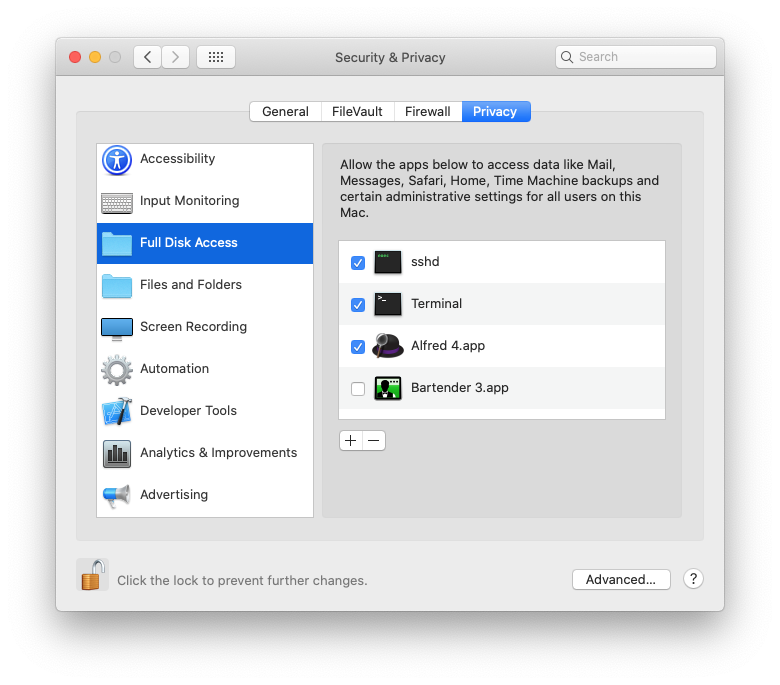 Security & Privacy
Search
General
FileVault
Firewall
Privacy
Accessibility
Input Monitoring
Full Disk Access
Files and Folders
Screen Recording
Automation
Developer Tools
Analytics & Improvements
Advertising
Allow the apps below to access data like Mail,
Messages, Safari, Home, Time Machine backups and
certain administrative settings for all users on this
Mac.
sshd
Terminal
Alfred 4.app
Bartender 3.app
Click the lock to prevent further changes.
Advanced...
?